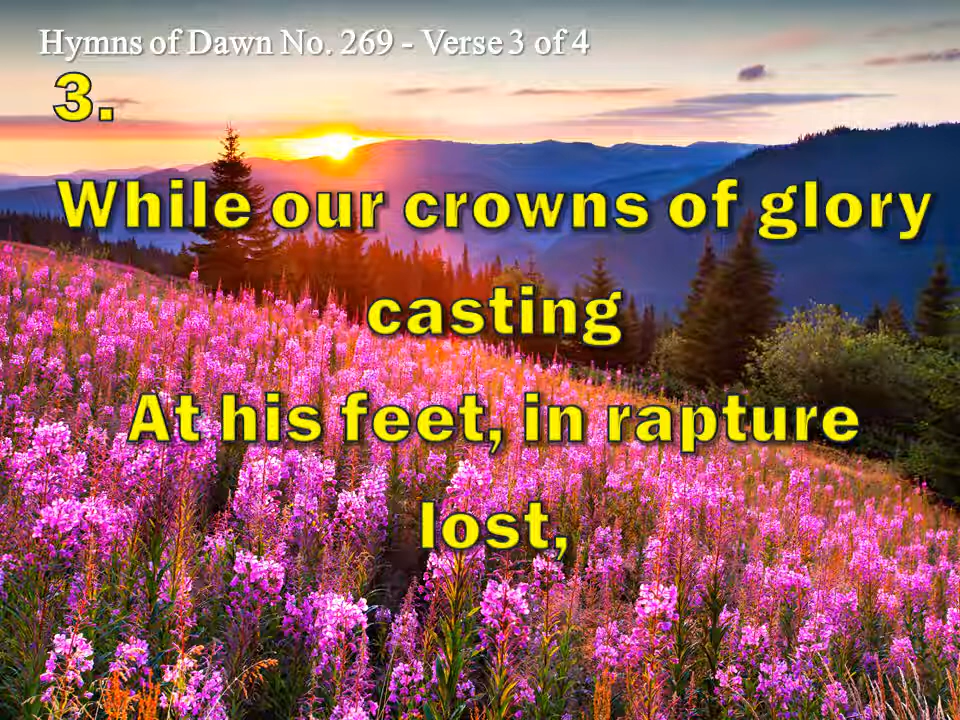 Hymns of Dawn No. 269 - Verse 3 of 4
3.
While our crowns of glory
casting
At his feet, in rapture
lost,